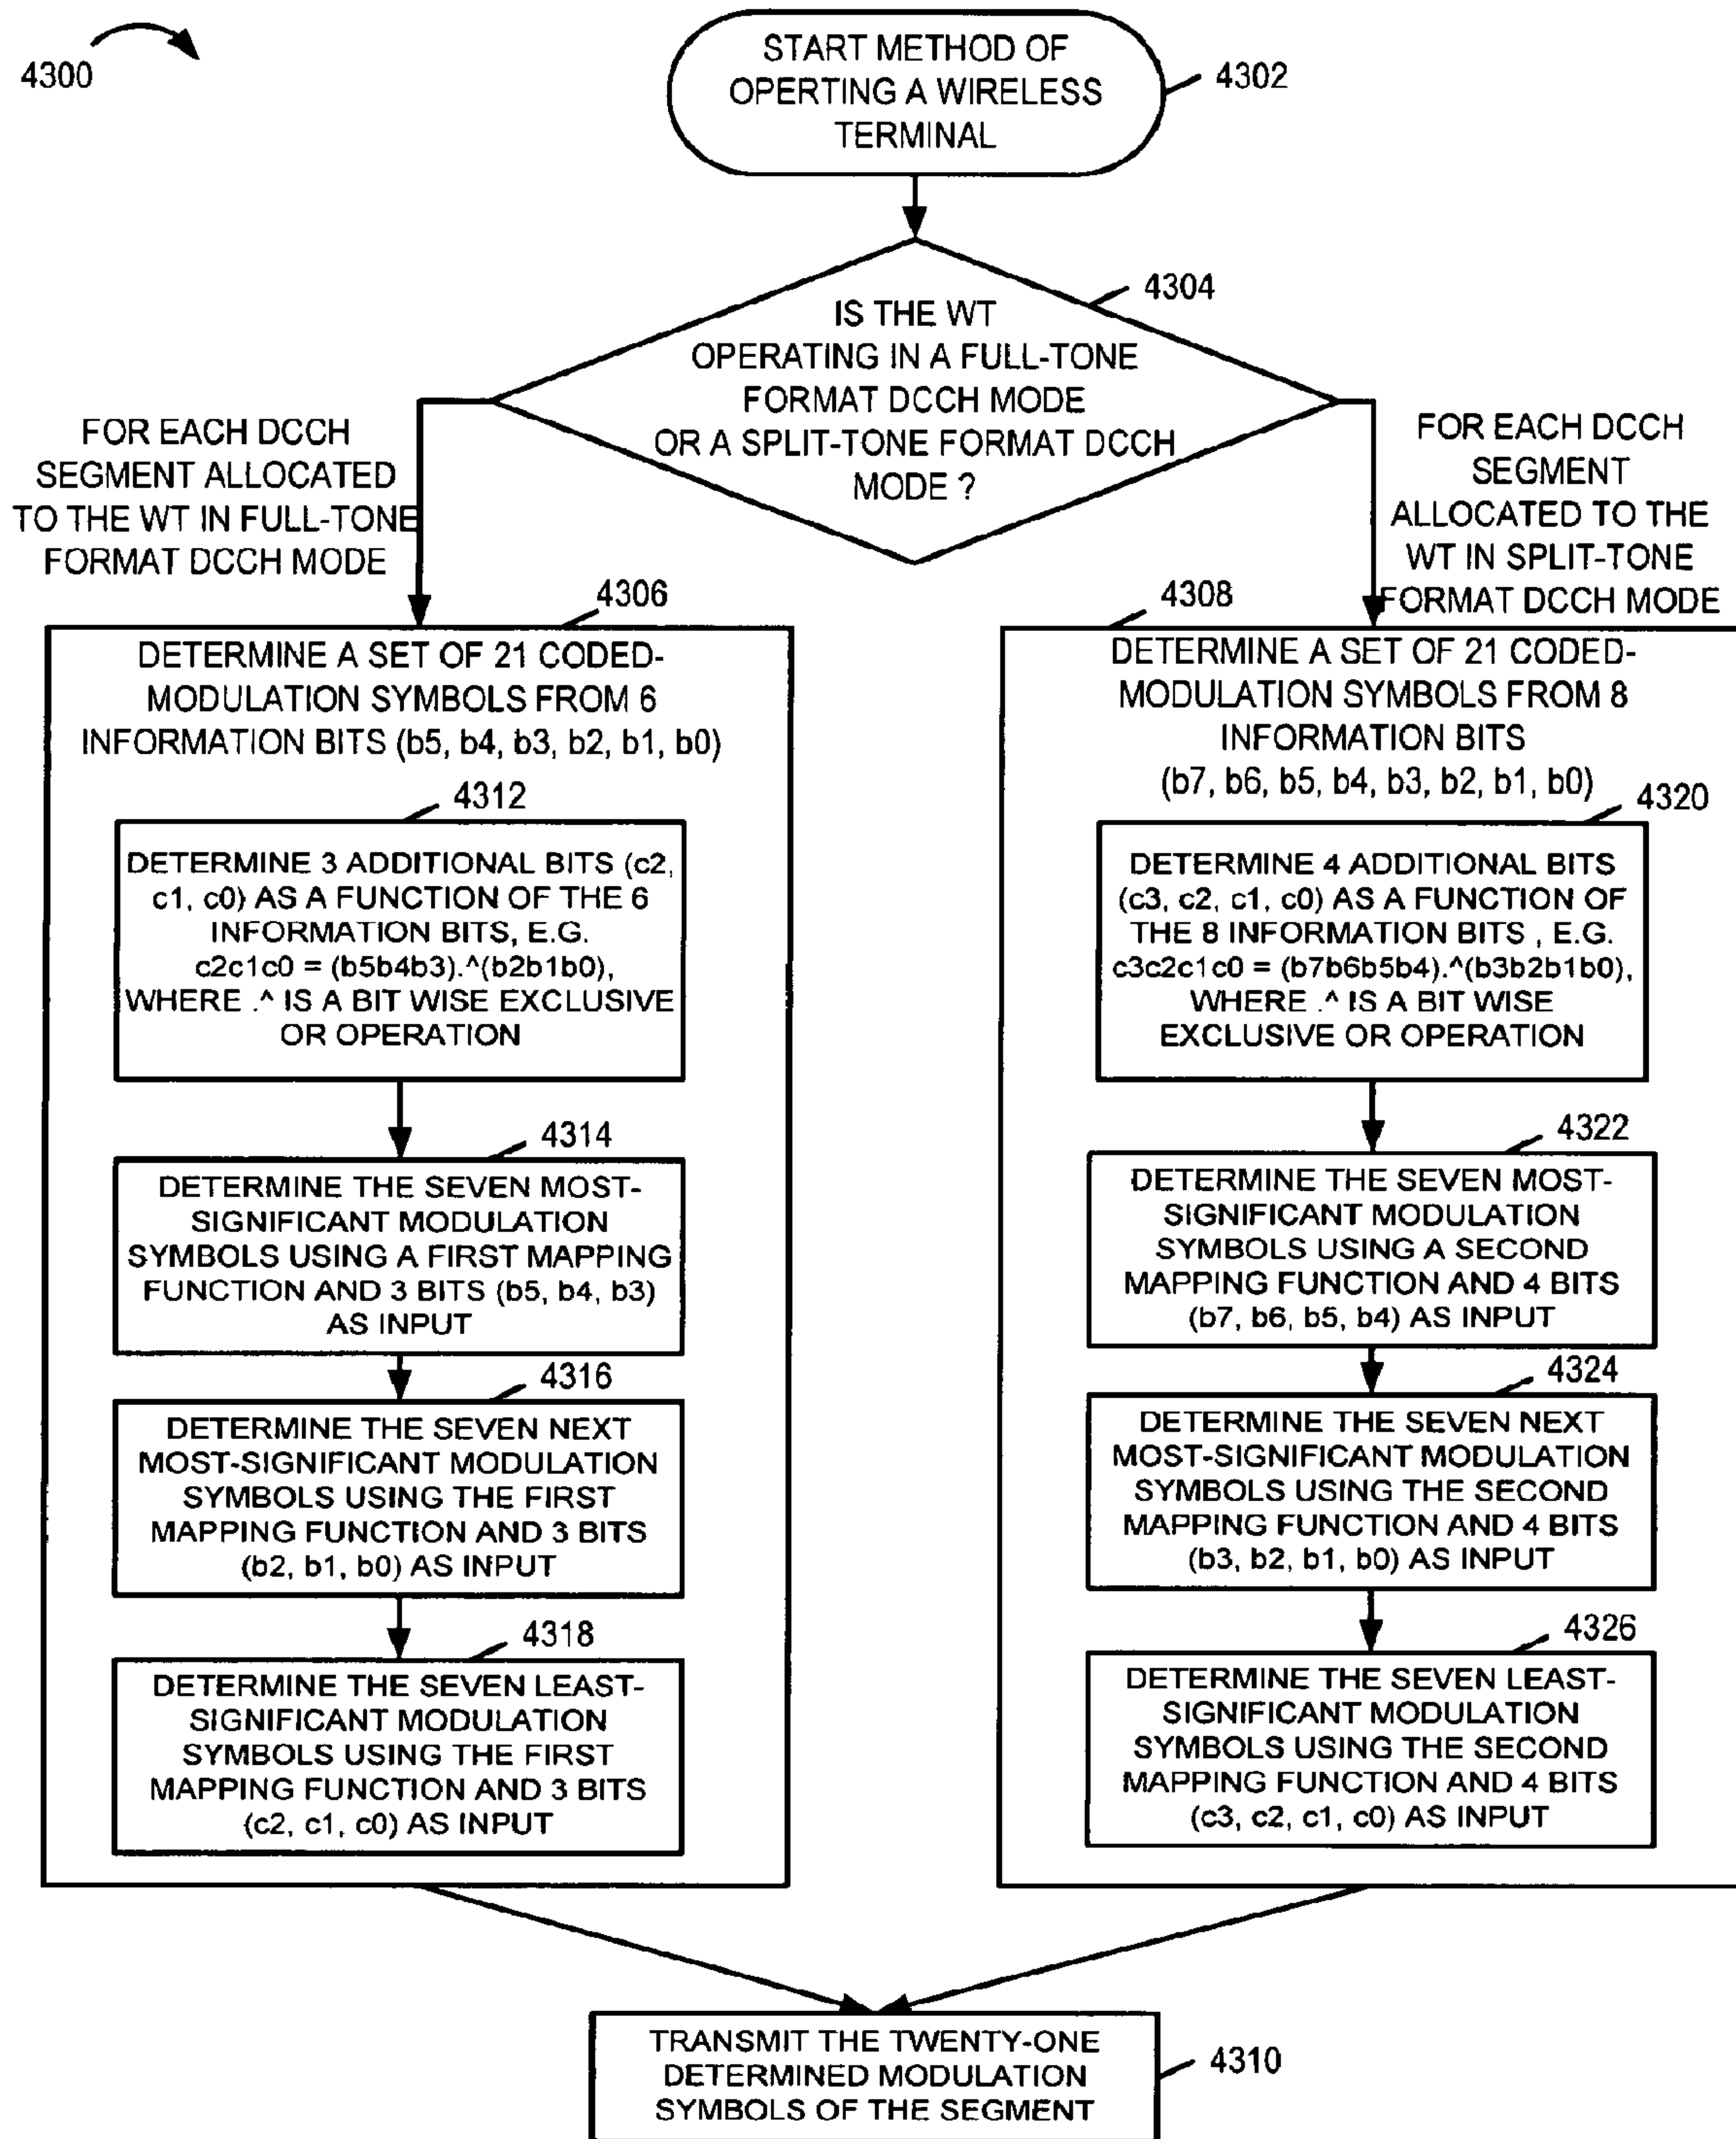 4300
START METHOD OF
OPERTING A WIRELESS
TERMINAL
4302
4304
IS THE WT
OPERATING IN A FULL-TONE
FORMAT DCCH MODE
OR A SPLIT-TONE FORMAT DCCH
MODE ?
FOR EACH DCCH
SEGMENT ALLOCATED
TO THE WT IN FULL-TONE
FORMAT DCCH MODE
FOR EACH DCCH
SEGMENT
ALLOCATED TO THE
WT IN SPLIT-TONE
FORMAT DCCH MODE
4306
DETERMINE A SET OF 21 CODED-
MODULATION SYMBOLS FROM 6
INFORMATION BITS (b5, b4, b3, b2, b1, b0)
4312
DETERMINE 3 ADDITIONAL BITS (c2,
c1, c0) AS A FUNCTION OF THE 6
INFORMATION BITS, E.G.
c2c1c0 = (b5b4b3).^(b2b1b0),
WHERE .^ IS A BIT WISE EXCLUSIVE
OR OPERATION
4314
DETERMINE THE SEVEN MOST-
SIGNIFICANT MODULATION
SYMBOLS USING A FIRST MAPPING
FUNCTION AND 3 BITS (b5, b4, b3)
AS INPUT
4316
DETERMINE THE SEVEN NEXT
MOST-SIGNIFICANT MODULATION
SYMBOLS USING THE FIRST
MAPPING FUNCTION AND 3 BITS
(b2, b1, b0) AS INPUT
4318
DETERMINE THE SEVEN LEAST-
SIGNIFICANT MODULATION
SYMBOLS USING THE FIRST
MAPPING FUNCTION AND 3 BITS
(c2, c1, c0) AS INPUT
4308
DETERMINE A SET OF 21 CODED-
MODULATION SYMBOLS FROM 8
INFORMATION BITS
(b7, b6, b5, b4, b3, b2, b1, b0)
4320
DETERMINE 4 ADDITIONAL BITS
(c3, c2, c1, c0) AS A FUNCTION OF
THE 8 INFORMATION BITS , E.G.
c3c2c1c0 = (b7b6b5b4).^(b3b2b1b0),
WHERE .^ IS A BIT WISE
EXCLUSIVE OR OPERATION
4322
DETERMINE THE SEVEN MOST-
SIGNIFICANT MODULATION
SYMBOLS USING A SECOND
MAPPING FUNCTION AND 4 BITS
(b7, b6, b5, b4) AS INPUT
4324
DETERMINE THE SEVEN NEXT
MOST-SIGNIFICANT MODULATION
SYMBOLS USING THE SECOND
MAPPING FUNCTION AND 4 BITS
(b3, b2, b1, b0) AS INPUT
4326
DETERMINE THE SEVEN LEAST-
SIGNIFICANT MODULATION
SYMBOLS USING THE SECOND
MAPPING FUNCTION AND 4 BITS
(c3, c2, c1, c0) AS INPUT
TRANSMIT THE TWENTY-ONE
DETERMINED MODULATION
SYMBOLS OF THE SEGMENT
4310